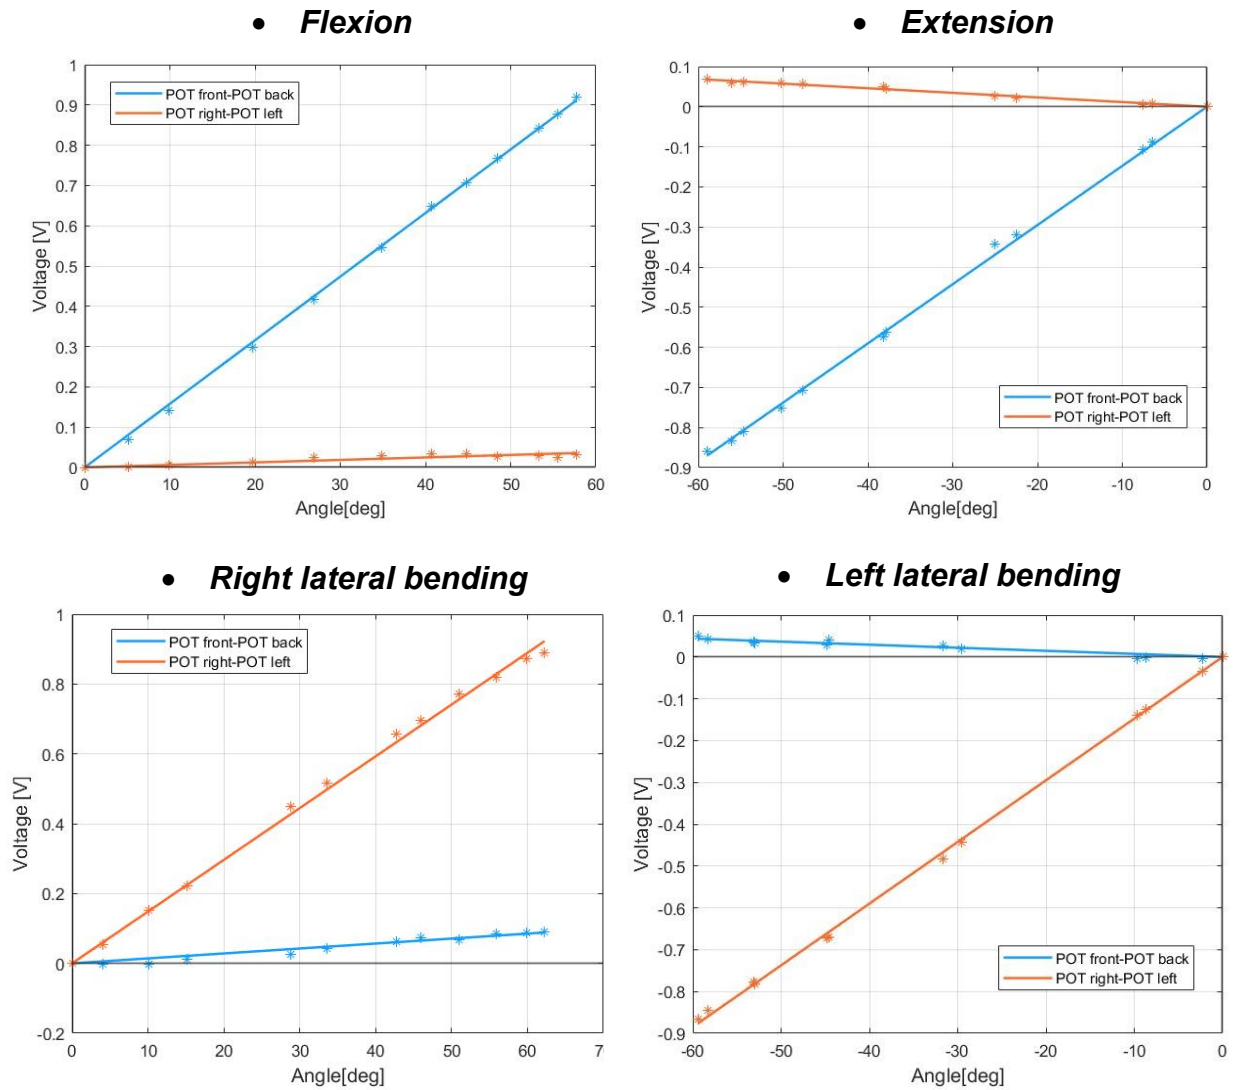 • Flexion
1
0.9
0.8
0.7
0.6
0.5
0.4
0.3
0.2
0.1
0
Voltage [V]
POT front-POT back
POT right-POT left
0 10 20 30 40 50 60
Angle[deg]
• Extension
0.1
0
-0.1
-0.2
-0.3
-0.4
-0.5
-0.6
-0.7
-0.8
-0.9
Voltage [V]
POT front-POT back
POT right-POT left
-60 -50 -40 -30 -20 -10 0
Angle[deg]
• Right lateral bending
1
0.8
0.6
0.4
0.2
0
-0.2
Voltage [V]
POT front-POT back
POT right-POT left
0 10 20 30 40 50 60 7
Angle[deg]
• Left lateral bending
0.1
0
-0.1
-0.2
-0.3
-0.4
-0.5
-0.6
-0.7
-0.8
-0.9
Voltage [V]
POT front-POT back
POT right-POT left
-60 -50 -40 -30 -20 -10 0
Angle[deg]